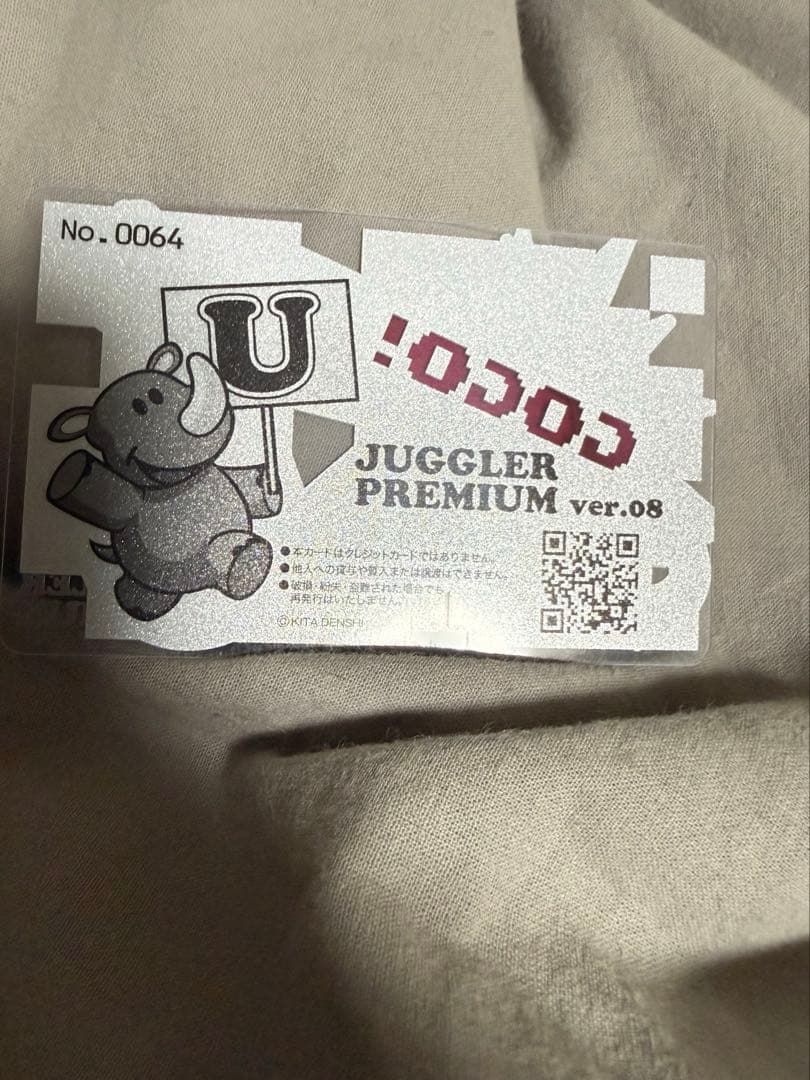 No.0064
U
GOGO!
JUGGLER
PREMIUM ver.08
●本カードはクレジットカードではありません。
●他人への貸与や質入または譲渡はできません。
●破損・紛失・盗難された場合でも
再発行はいたしません。
©KITA DENSHI